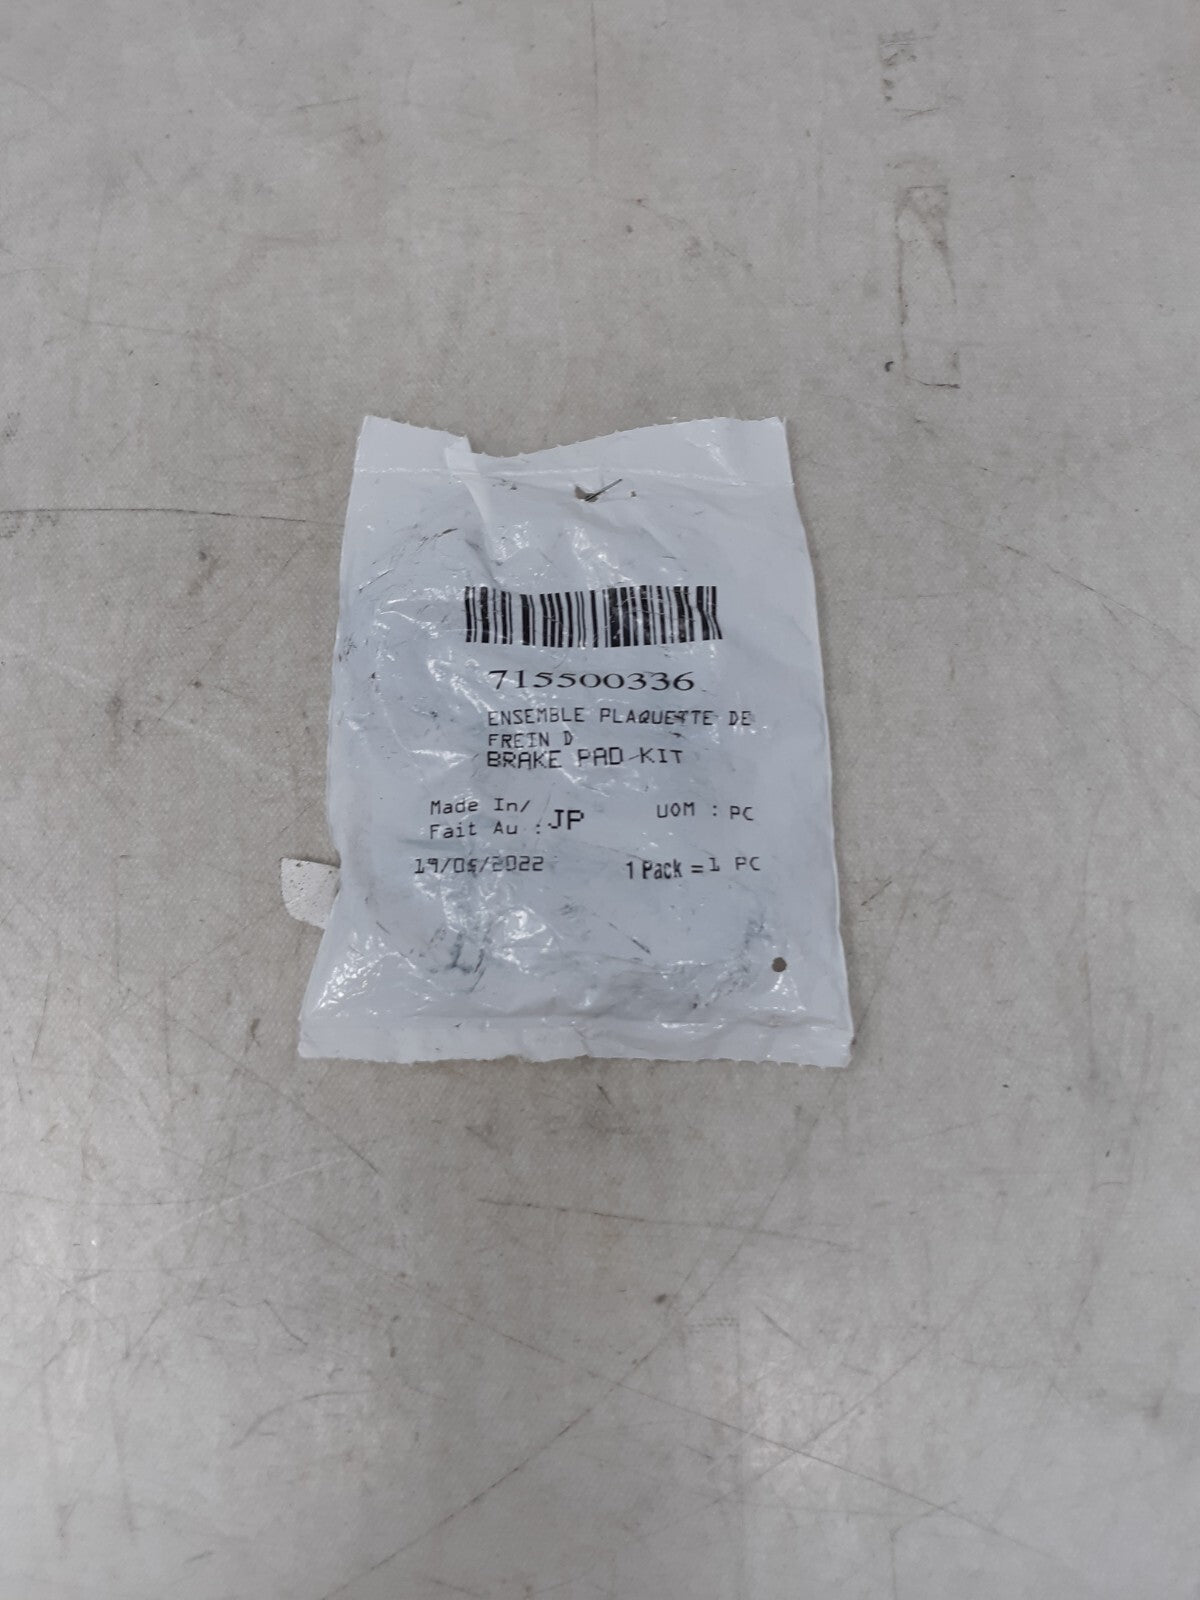 715500336
ENSEMBLE PLAQUETTE DE
FREIN D
BRAKE PAD KIT
Made In/
Fait Au : JP
UOM : PC
1 Pack = 1 PC